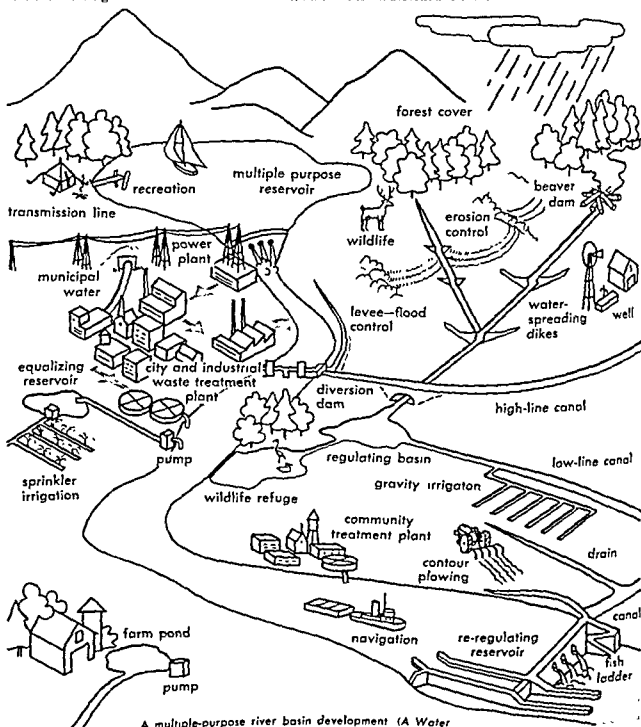 forest cover
recreation
multiple purpose
reservoir
beaver
dam
transmission line
wildlife
erosion
control
power
plant
municipal
water
levee—flood
control
water-
spreading
dikes
well
equalizing
reservoir
city and industrial
waste treatment
plant
diversion
dam
high-line canal
pump
sprinkler
irrigation
wildlife refuge
regulating basin
low-line canal
gravity irrigaton
community
treatment plant
contour
plowing
drain
canal
navigation
re-regulating
reservoir
fish
ladder
farm pond
pump
A multiple-purpose river basin development (A Water